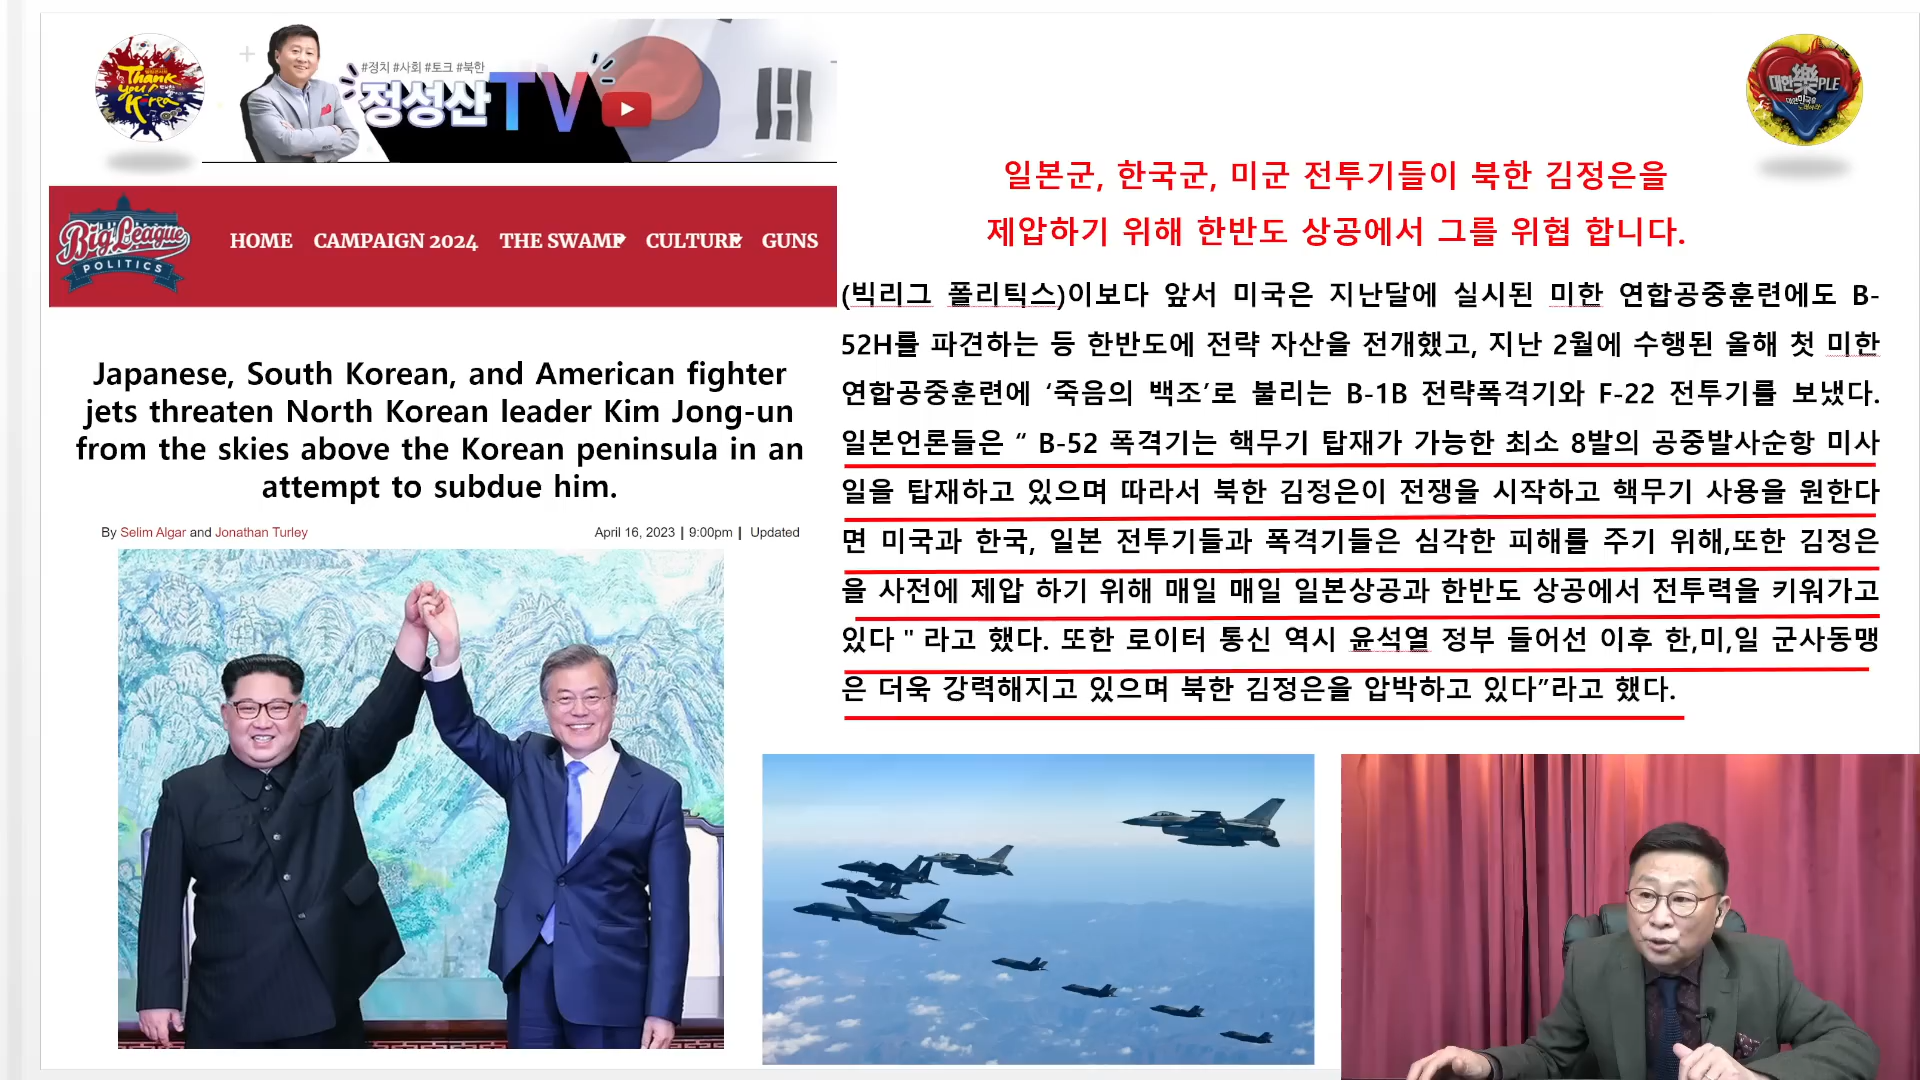 Thank
you
Korea
#정치 #사회 #토크 #북한
정성산TV
대한樂PLE
Big League
POLITICS
HOME CAMPAIGN 2024 THE SWAMP CULTURE GUNS
Japanese, South Korean, and American fighter
jets threaten North Korean leader Kim Jong-un
from the skies above the Korean peninsula in an
attempt to subdue him.
By Selim Algar and Jonathan Turley April 16, 2023 | 9:00pm | Updated
일본군, 한국군, 미군 전투기들이 북한 김정은을
제압하기 위해 한반도 상공에서 그를 위협 합니다.
(빅리그 폴리틱스)이보다 앞서 미국은 지난달에 실시된 미한 연합공중훈련에도 B-
52H를 파견하는 등 한반도에 전략 자산을 전개했고, 지난 2월에 수행된 올해 첫 미한
연합공중훈련에 ‘죽음의 백조’로 불리는 B-1B 전략폭격기와 F-22 전투기를 보냈다.
일본언론들은 “ B-52 폭격기는 핵무기 탑재가 가능한 최소 8발의 공중발사순항 미사
일을 탑재하고 있으며 따라서 북한 김정은이 전쟁을 시작하고 핵무기 사용을 원한다
면 미국과 한국, 일본 전투기들과 폭격기들은 심각한 피해를 주기 위해,또한 김정은
을 사전에 제압 하기 위해 매일 매일 일본상공과 한반도 상공에서 전투력을 키워가고
있다 " 라고 했다. 또한 로이터 통신 역시 윤석열 정부 들어선 이후 한,미,일 군사동맹
은 더욱 강력해지고 있으며 북한 김정은을 압박하고 있다”라고 했다.